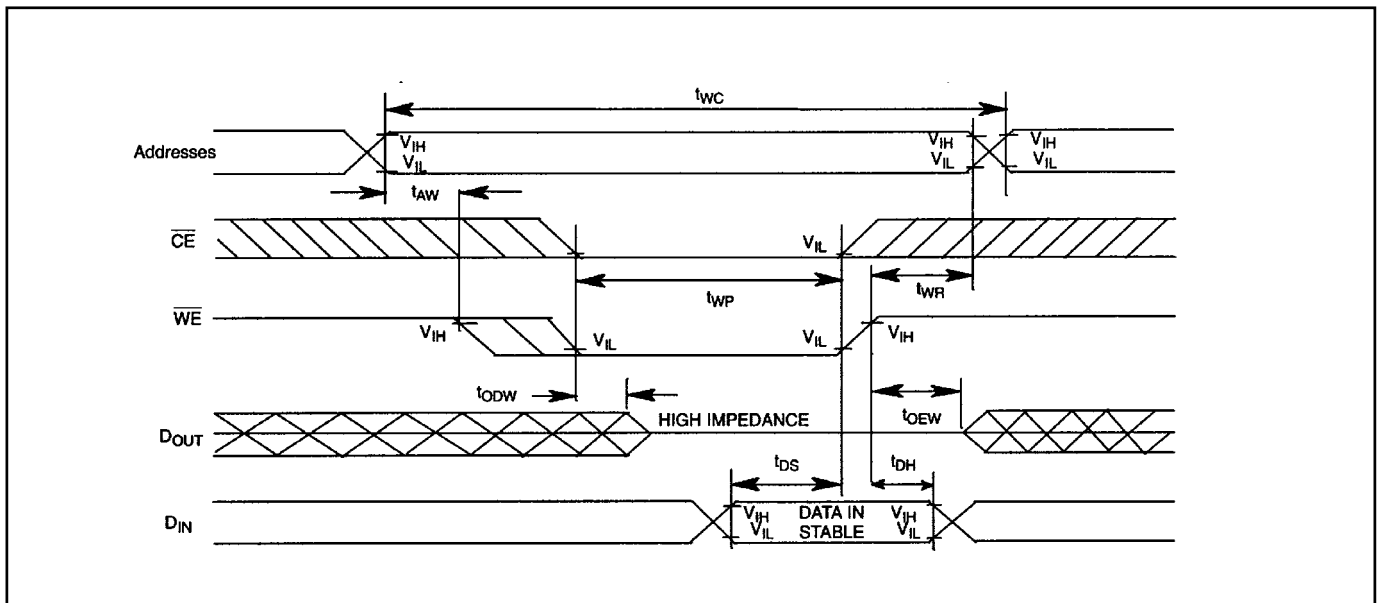 tWC
Addresses
VIH VIH VIH
VIL VIL VIL
tAW
CE
VIL
tWP
tWR
WE
VIH VIL VIL VIH
tODW
tOEW
DOUT
HIGH IMPEDANCE
tDS tDH
DIN
VIH DATA IN VIH
VIL STABLE VIL